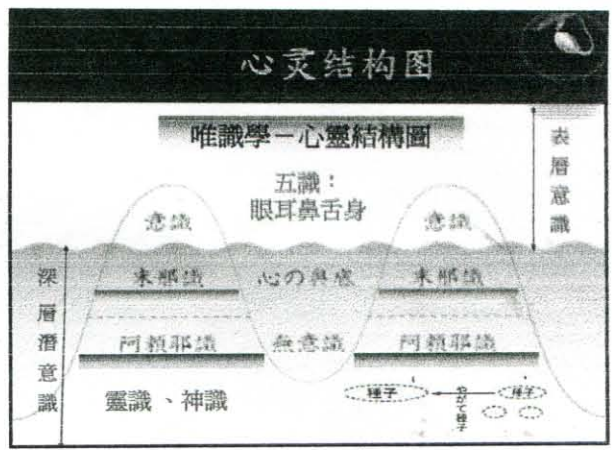 心灵结构图
唯識學－心靈結構圖
五識：
眼耳鼻舌身
表層意識
意識
意識
深層潛意識
末那識
心の奥底
末那識
阿賴耶識
無意識
阿賴耶識
靈識、神識
種子
種子